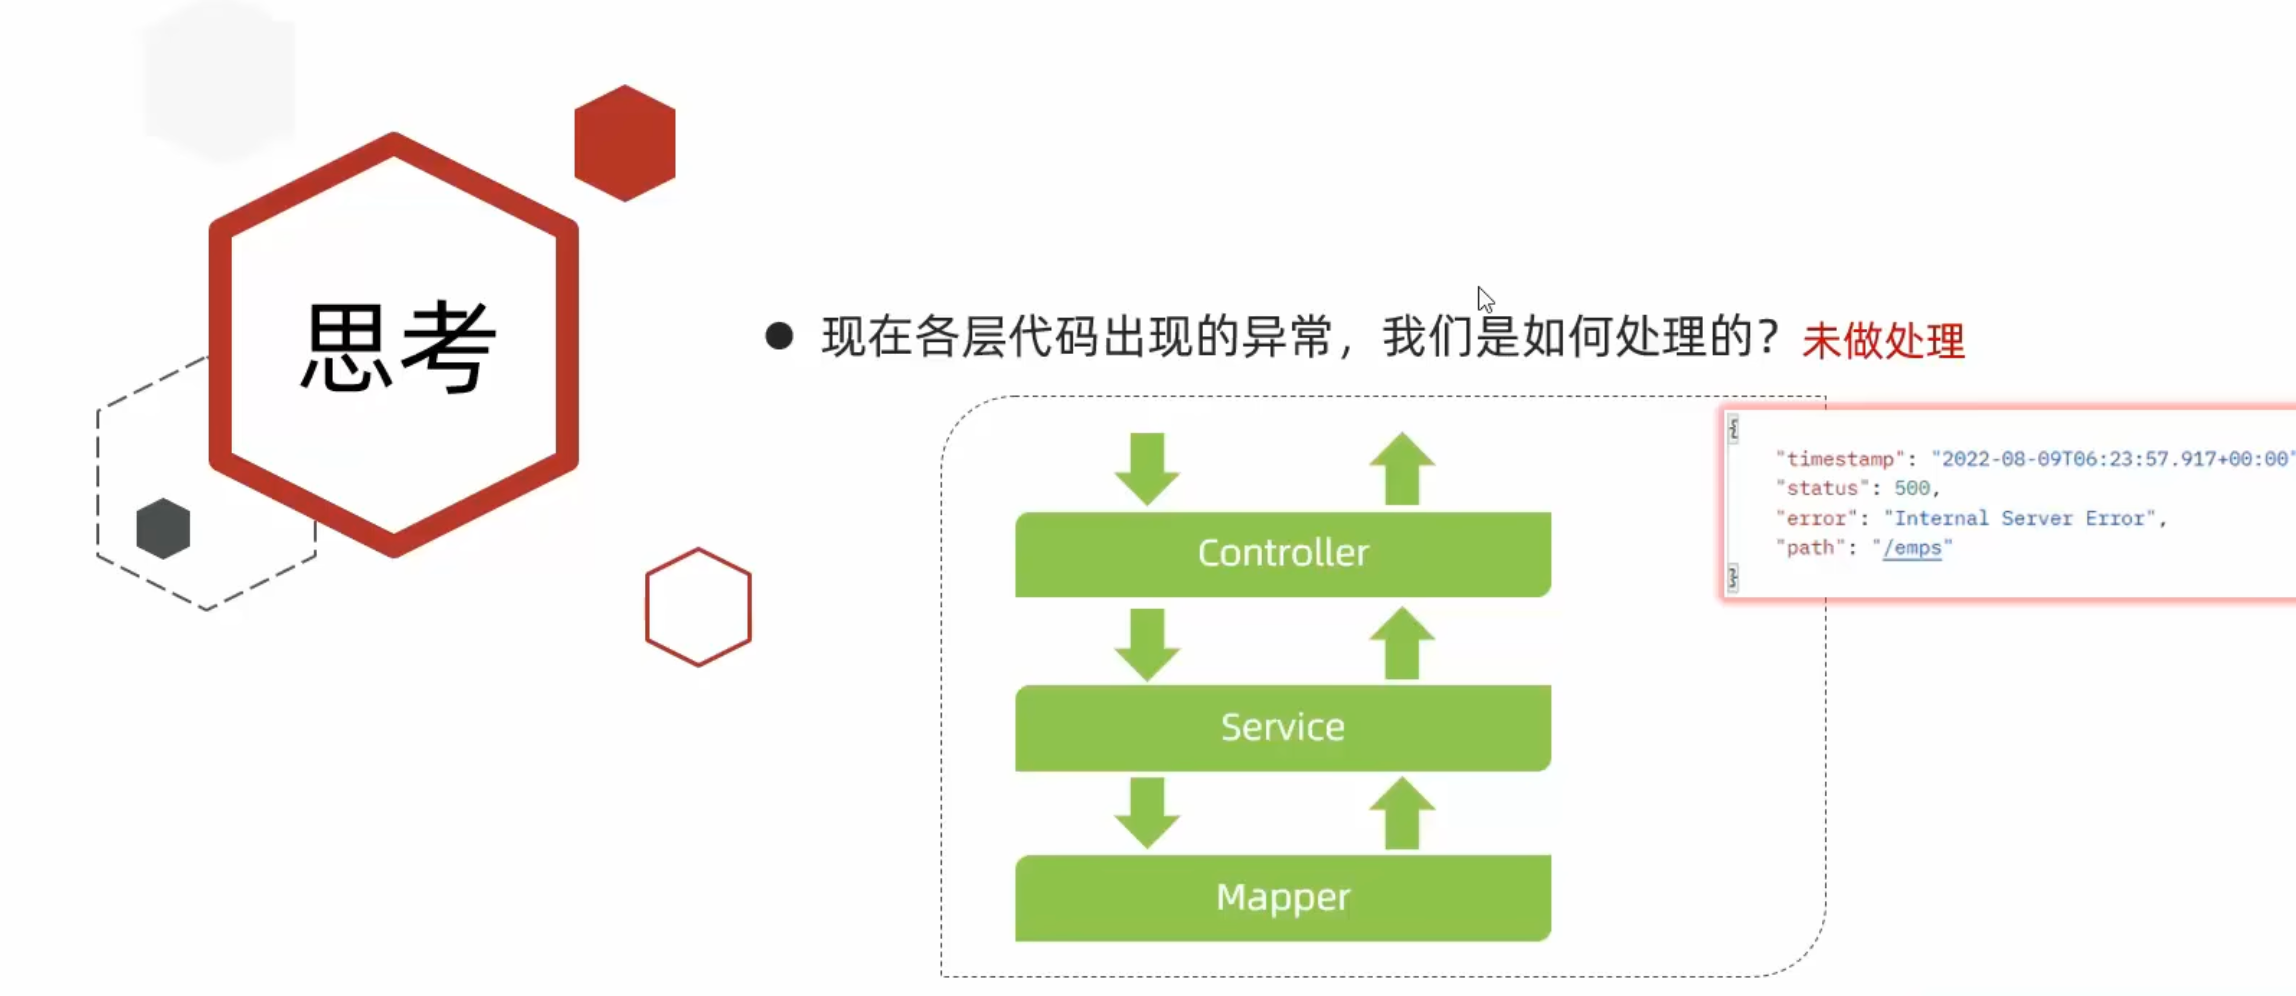 思考
现在各层代码出现的异常，我们是如何处理的？未做处理
{
"timestamp": "2022-08-09T06:23:57.917+00:00"
"status": 500,
"error": "Internal Server Error",
"path": "/emps"
}
Controller
Service
Mapper